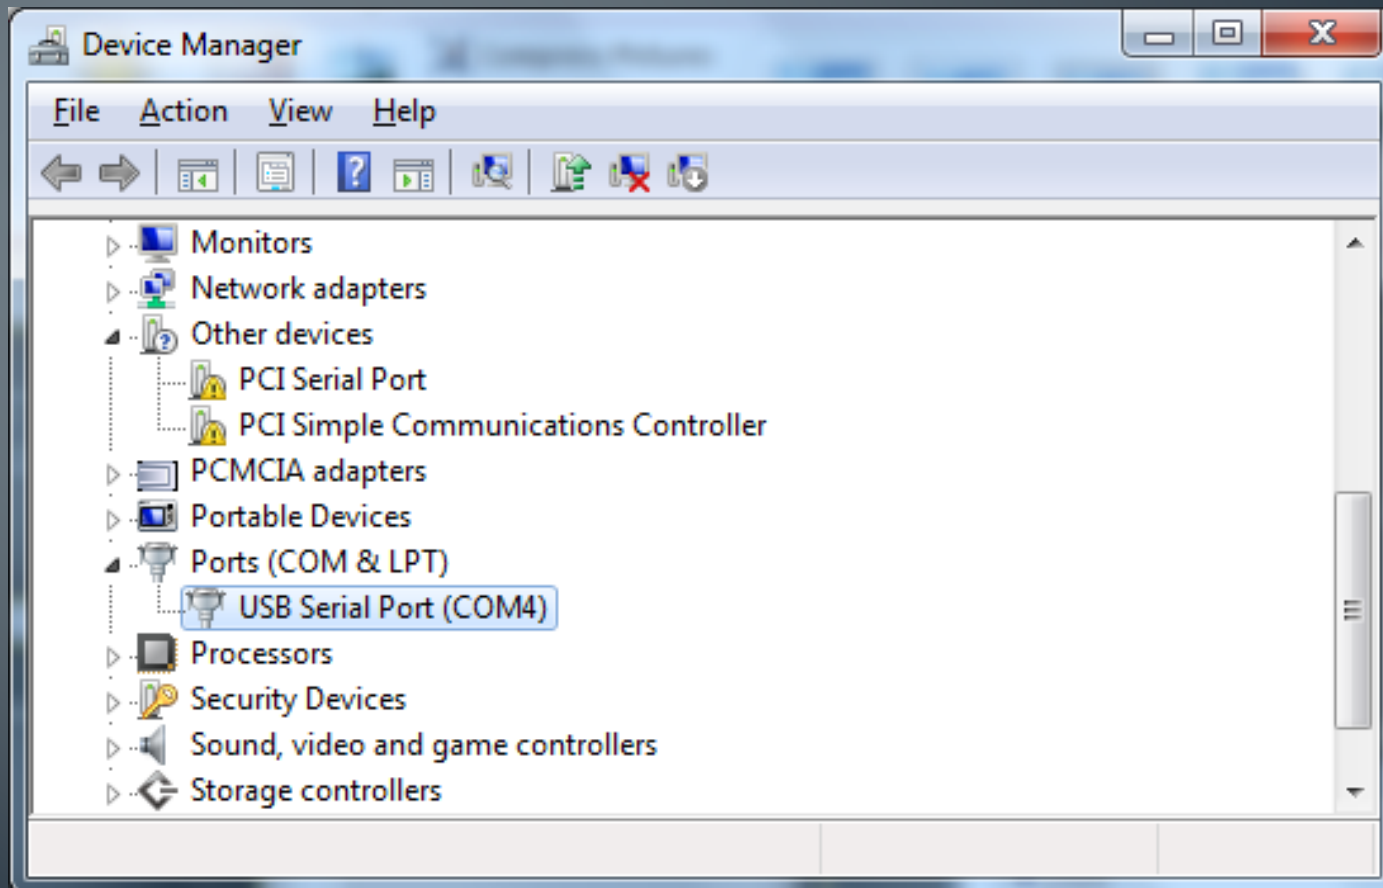 Device Manager
File Action View Help
Monitors
Network adapters
Other devices
PCI Serial Port
PCI Simple Communications Controller
PCMCIA adapters
Portable Devices
Ports (COM & LPT)
USB Serial Port (COM4)
Processors
Security Devices
Sound, video and game controllers
Storage controllers